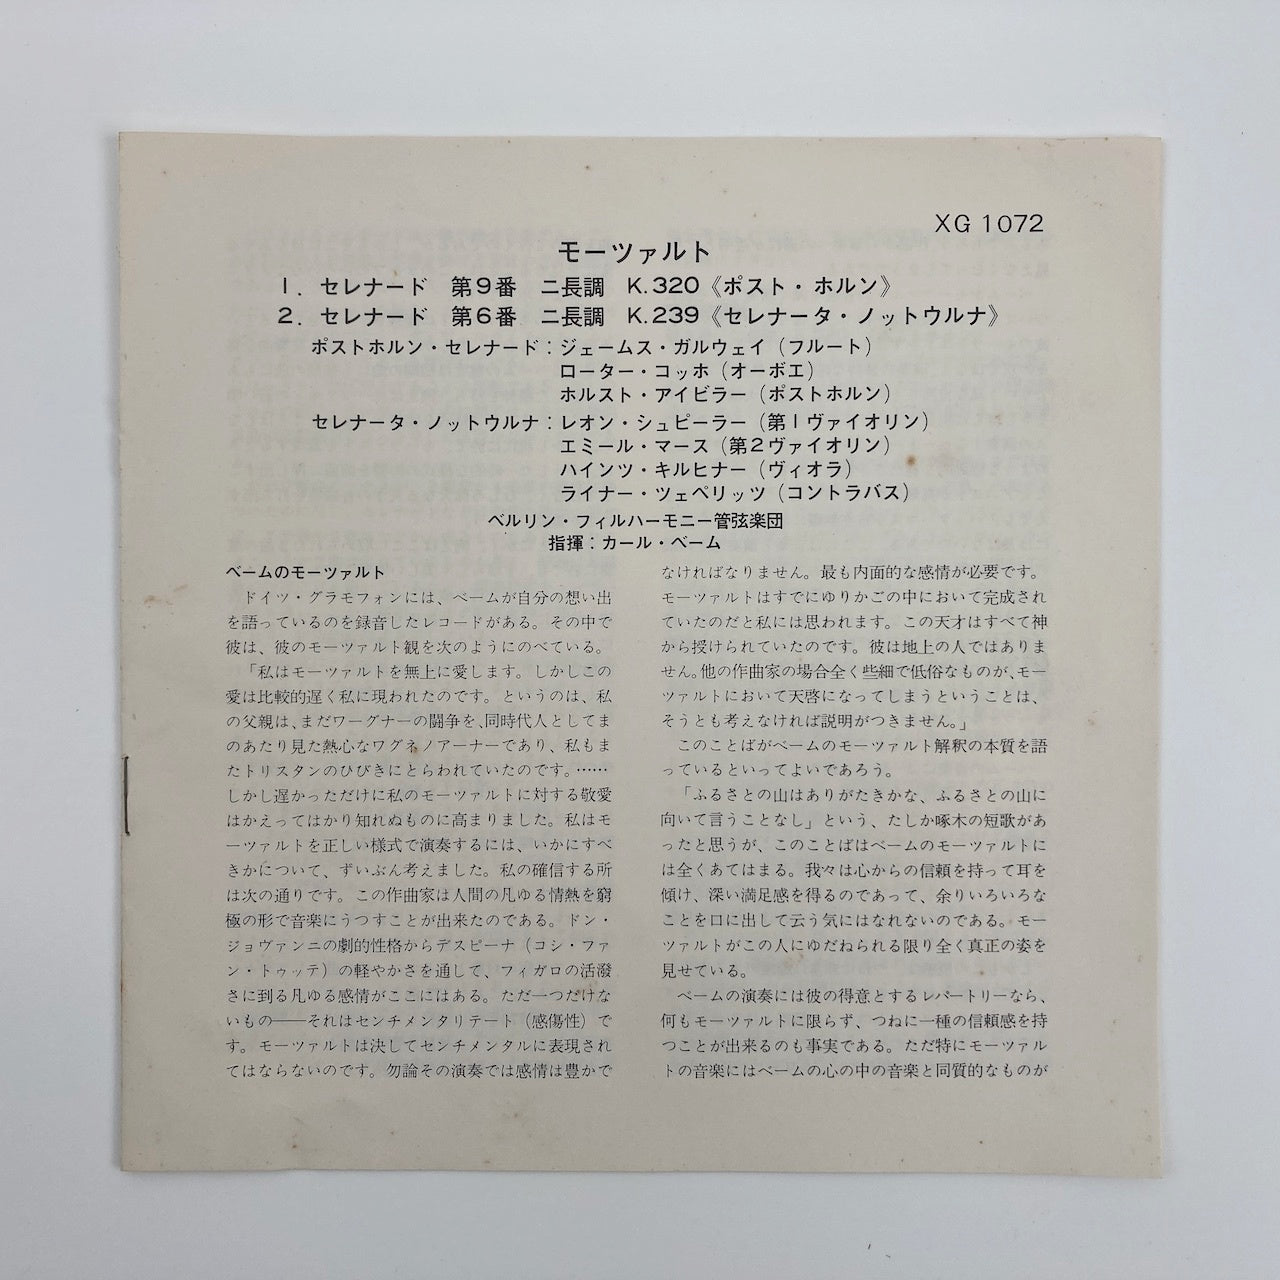 XG 1072
モーツァルト
1. セレナード 第9番 ニ長調 K.320《ポスト・ホルン》
2. セレナード 第6番 ニ長調 K.239《セレナータ・ノットウルナ》
ポストホルン・セレナード：ジェームス・ガルウェイ（フルート）
ローター・コッホ（オーボエ）
ホルスト・アイビラー（ポストホルン）
セレナータ・ノットウルナ：レオン・シュピーラー（第1ヴァイオリン）
エミール・マース（第2ヴァイオリン）
ハインツ・キルヒナー（ヴィオラ）
ライナー・ツェペリッツ（コントラバス）
ベルリン・フィルハーモニー管弦楽団
指揮：カール・ベーム
ベームのモーツァルト
ドイツ・グラモフォンには、ベームが自分の想い出
を語っているのを録音したレコードがある。その中で
彼は、彼のモーツァルト観を次のようにのべている。
「私はモーツァルトを無上に愛します。しかしこの
愛は比較的遅く私に現われたのです。というのは、私
の父親は、まだワーグナーの闘争を、同時代人としてま
のあたり見た熱心なワグネノアーナーであり、私もま
たトリスタンのひびきにとらわれていたのです。……
しかし遅かっただけに私のモーツァルトに対する敬愛
はかえってはかり知れぬものに高まりました。私はモ
ーツァルトを正しい様式で演奏するには、いかにすべ
きかについて、ずいぶん考えました。私の確信する所
は次の通りです。この作曲家は人間の凡ゆる情熱を窮
極の形で音楽にうつすことが出来たのである。ドン・
ジョヴァンニの劇的性格からデスピーナ（コシ・ファ
ン・トゥッテ）の軽やかさを通して、フィガロの活潑
さに到る凡ゆる感情がここにはある。ただ一つだけな
いもの――それはセンチメンタリテート（感傷性）で
す。モーツァルトは決してセンチメンタルに表現され
てはならないのです。勿論その演奏では感情は豊かで
なければなりません。最も内面的な感情が必要です。
モーツァルトはすでにゆりかごの中において完成され
ていたのだと私には思われます。この天才はすべて神
から授けられていたのです。彼は地上の人ではありま
せん。他の作曲家の場合全く些細で低俗なものが、モー
ツァルトにおいて天啓になってしまうということは、
そうとも考えなければ説明がつきません。」
このことばがベームのモーツァルト解釈の本質を語
っているといってよいであろう。
「ふるさとの山はありがたきかな、ふるさとの山に
向いて言うことなし」という、たしか啄木の短歌があ
ったと思うが、このことばはベームのモーツァルトに
は全くあてはまる。我々は心からの信頼を持って耳を
傾け、深い満足感を得るのであって、余りいろいろな
ことを口に出して云う気にはなれないのである。モー
ツァルトがこの人にゆだねられる限り全く真正の姿を
見せている。
ベームの演奏には彼の得意とするレパートリーなら、
何もモーツァルトに限らず、つねに一種の信頼感を持
つことが出来るのも事実である。ただ特にモーツァル
トの音楽にはベームの心の中の音楽と同質的なものが